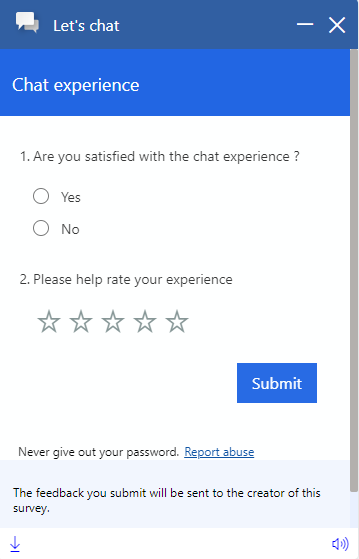 Let's chat
Chat experience
1. Are you satisfied with the chat experience ?
Yes
No
2. Please help rate your experience
Submit
Never give out your password. Report abuse
The feedback you submit will be sent to the creator of this
survey.